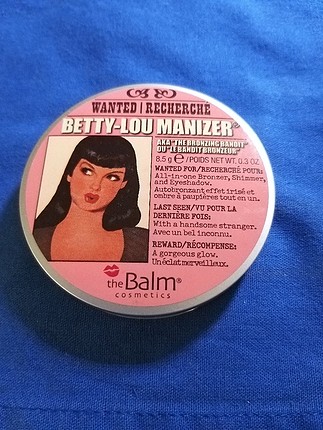 WANTED | RECHERCHÉ
BETTY-LOU MANIZER®
AKA "THE BRONZING BANDIT"
OU "LE BANDIT BRONZEUR"
8.5 g ℮ /POIDS NET WT. 0.3 OZ.
WANTED FOR/RECHERCHÉ POUR:
All-in-one Bronzer, Shimmer,
and Eyeshadow.
Autobronzant effet irisé et
ombre à paupières tout en un.
LAST SEEN/VU POUR LA
DERNIÈRE FOIS:
With a handsome stranger.
Avec un bel inconnu.
REWARD/RÉCOMPENSE:
A gorgeous glow.
Un éclat merveilleux.
theBalm®
cosmetics